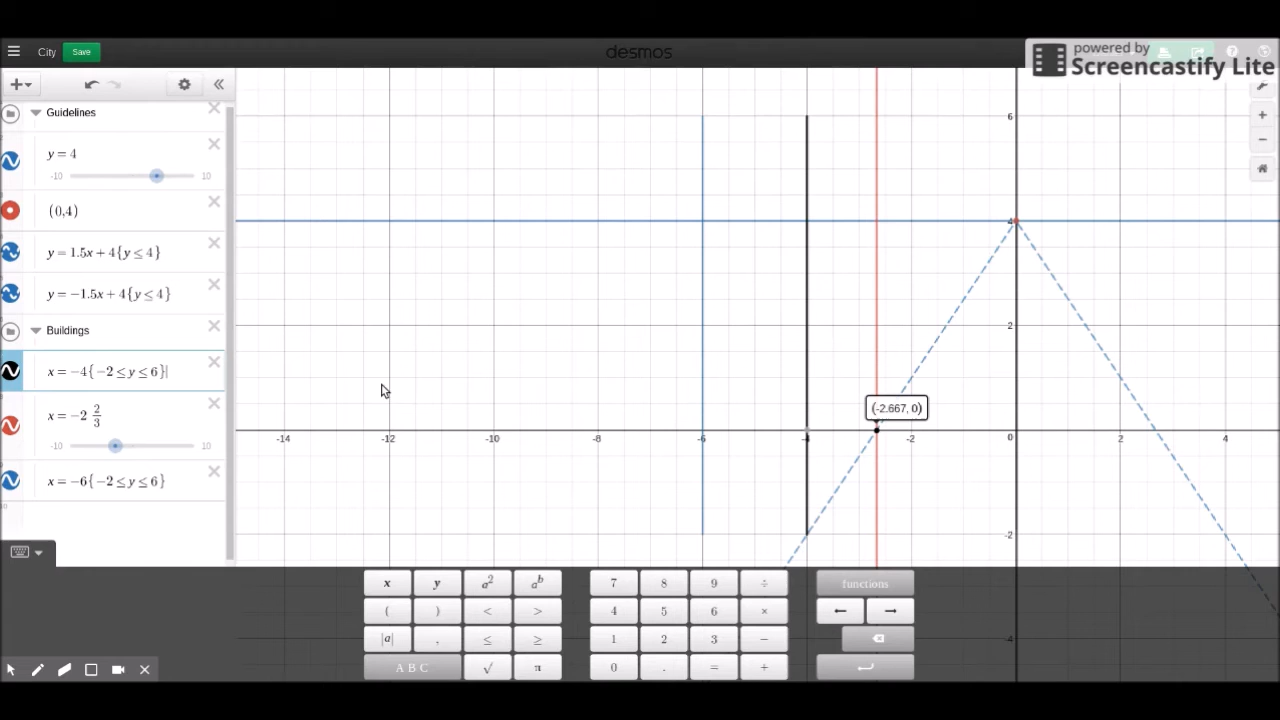 powered by
Screencastify Lite
City Save desmos
Guidelines
y = 4
-10 10
(0,4)
y = 1.5x + 4{y ≤ 4}
y = −1.5x + 4{y ≤ 4}
Buildings
x = −4{−2 ≤ y ≤ 6}
x = −2 2/3
-10 10
x = −6{−2 ≤ y ≤ 6}
10
6
4
2
(-2.667, 0)
-14 -12 -10 -8 -6 -4 -2 0 2 4
-2
-4
x y a² aᵇ 7 8 9 ÷ functions
( ) < > 4 5 6 × ← →
|a| , ≤ ≥ 1 2 3 −
A B C √ π 0 . = +